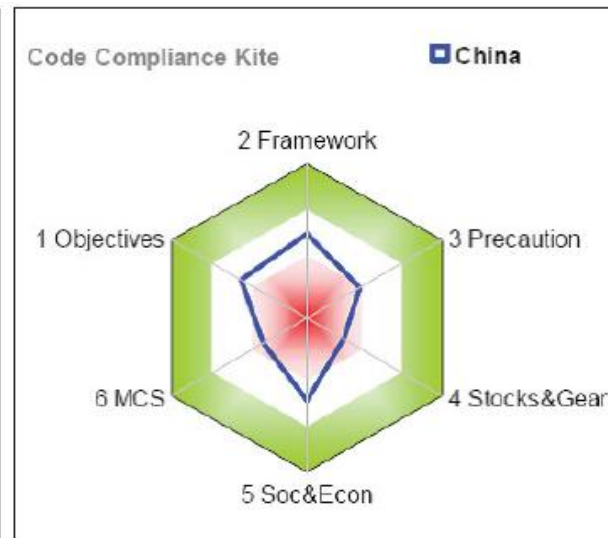 Code Compliance Kite
China
2 Framework
1 Objectives
3 Precaution
6 MCS
4 Stocks&Gear
5 Soc&Econ